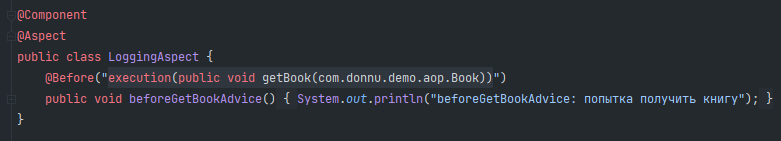 @Component
@Aspect
public class LoggingAspect {
@Before("execution(public void getBook(com.donnu.demo.aop.Book))")
public void beforeGetBookAdvice() { System.out.println("beforeGetBookAdvice: попытка получить книгу"); }
}